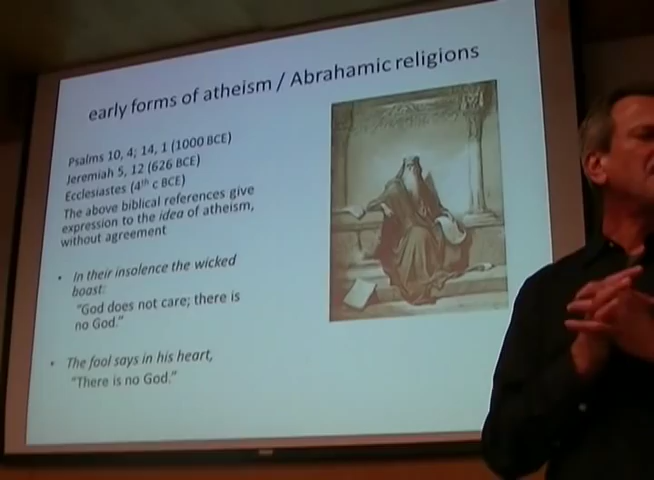 early forms of atheism / Abrahamic religions
Psalms 10, 4; 14, 1 (1000 BCE)
Jeremiah 5, 12 (626 BCE)
Ecclesiastes (4th c BCE)
The above biblical references give
expression to the idea of atheism,
without agreement
• In their insolence the wicked
boast:
"God does not care; there is
no God."
• The fool says in his heart,
"There is no God."